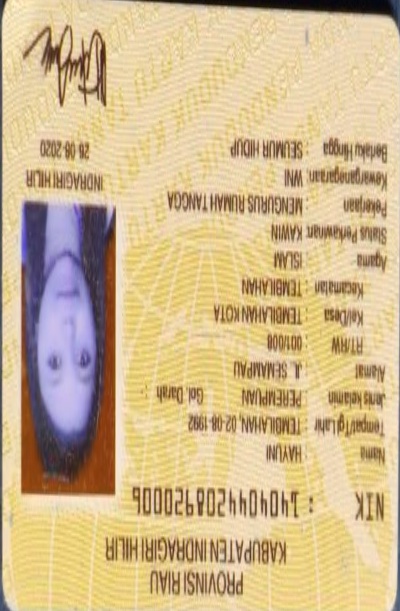 PROVINSI RIAU
KABUPATEN INDRAGIRI HILIR
NIK : 1404044208920006
Nama : HAYUNI
Tempat/Tgl Lahir : TEMBILAHAN, 02-08-1992
Jenis kelamin : PEREMPUAN Gol. Darah : -
Alamat : JL SEMAMPAU
RT/RW : 001/008
Kel/Desa : TEMBILAHAN KOTA
Kecamatan : TEMBILAHAN
Agama : ISLAM
Status Perkawinan: KAWIN
Pekerjaan : MENGURUS RUMAH TANGGA
Kewarganegaraan : WNI
Berlaku Hingga : SEUMUR HIDUP
INDRAGIRI HILIR
26-08-2020